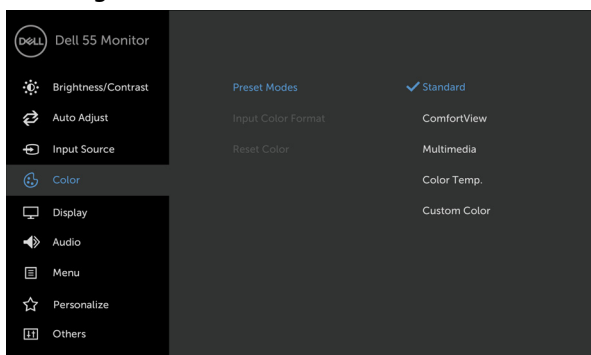 DELL Dell 55 Monitor
Brightness/Contrast Preset Modes Standard
Auto Adjust Input Color Format ComfortView
Input Source Reset Color Multimedia
Color Color Temp.
Display Custom Color
Audio
Menu
Personalize
Others